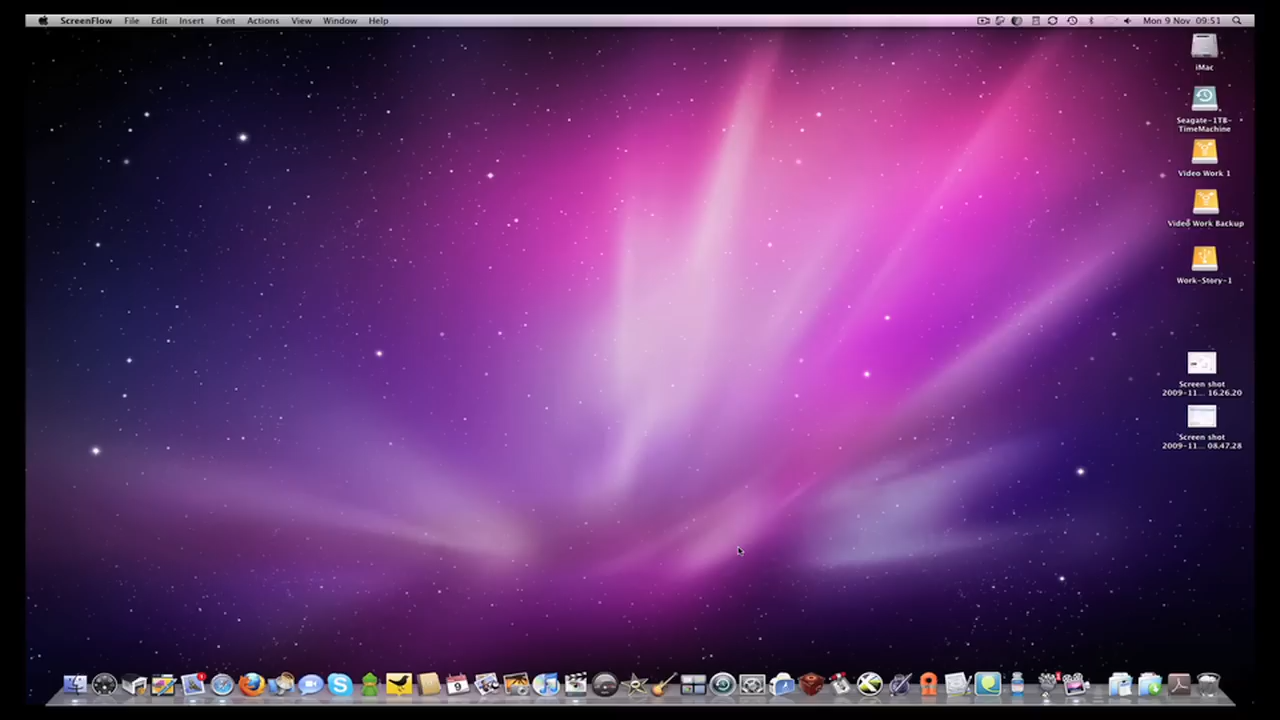 ScreenFlow File Edit Insert Font Actions View Window Help Mon 9 Nov 09:51
iMac
Seagate-1TB-
TimeMachine
Video Work 1
Video Work Backup
Work-Story-1
Screen shot
2009-11... 16.26.20
Screen shot
2009-11... 08.47.28
9